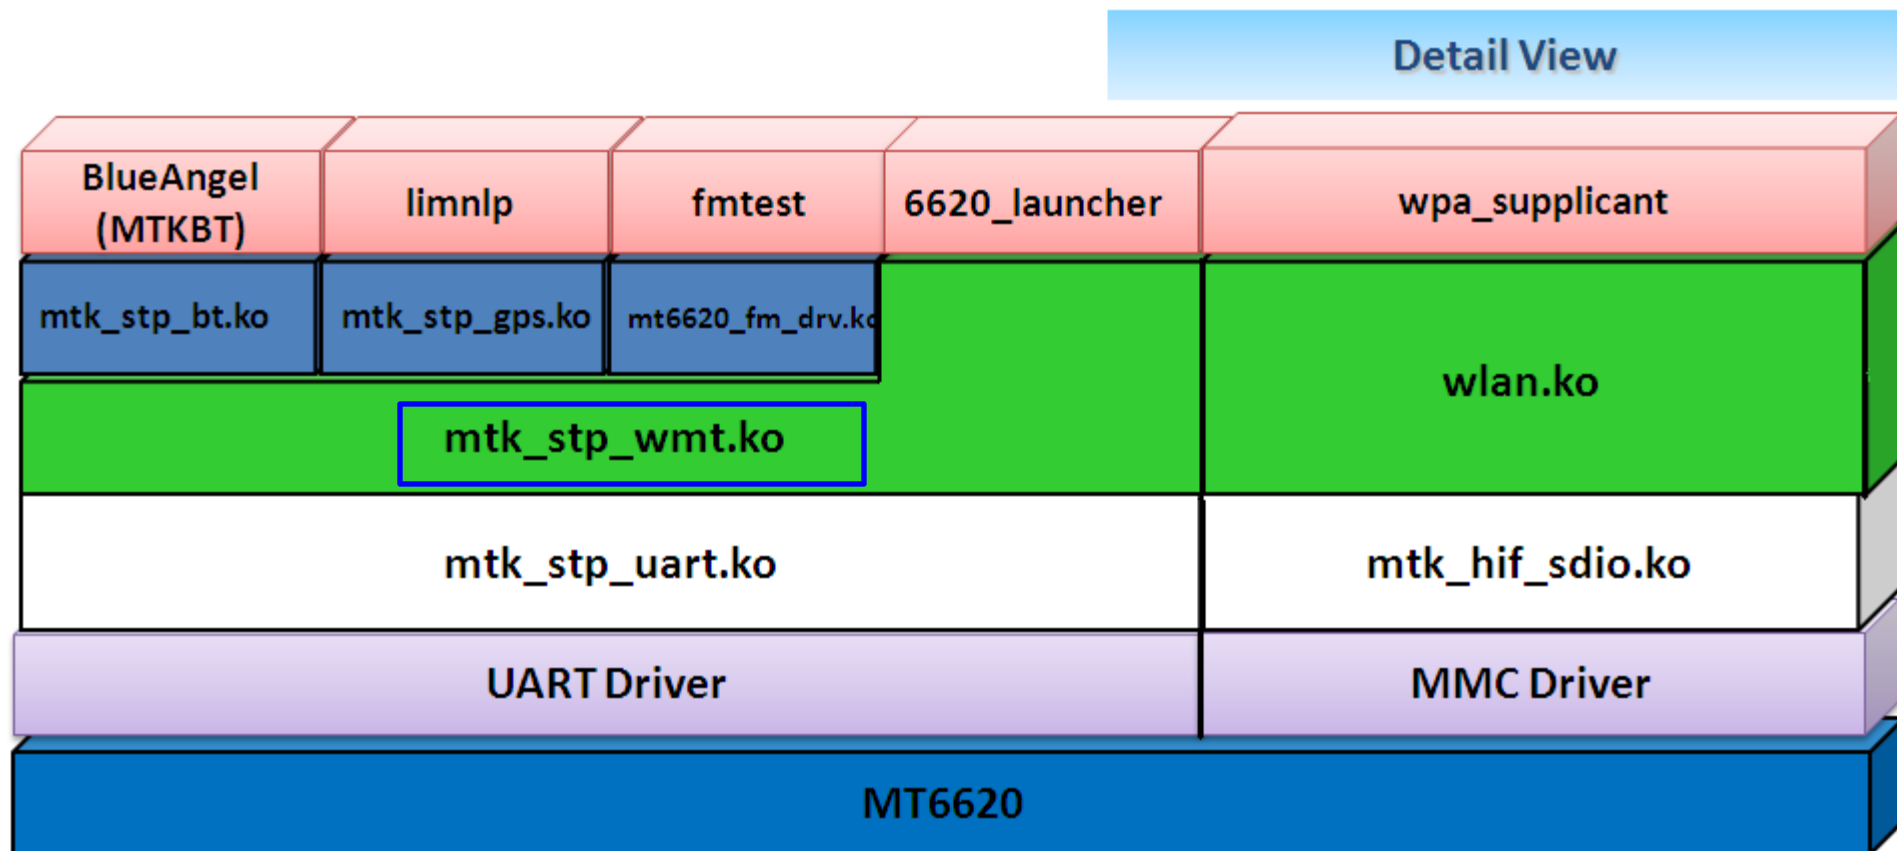 Detail View
BlueAngel
(MTKBT)
limnlp
fmtest
6620_launcher
wpa_supplicant
mtk_stp_bt.ko
mtk_stp_gps.ko
mt6620_fm_drv.ko
wlan.ko
mtk_stp_wmt.ko
mtk_stp_uart.ko
mtk_hif_sdio.ko
UART Driver
MMC Driver
MT6620